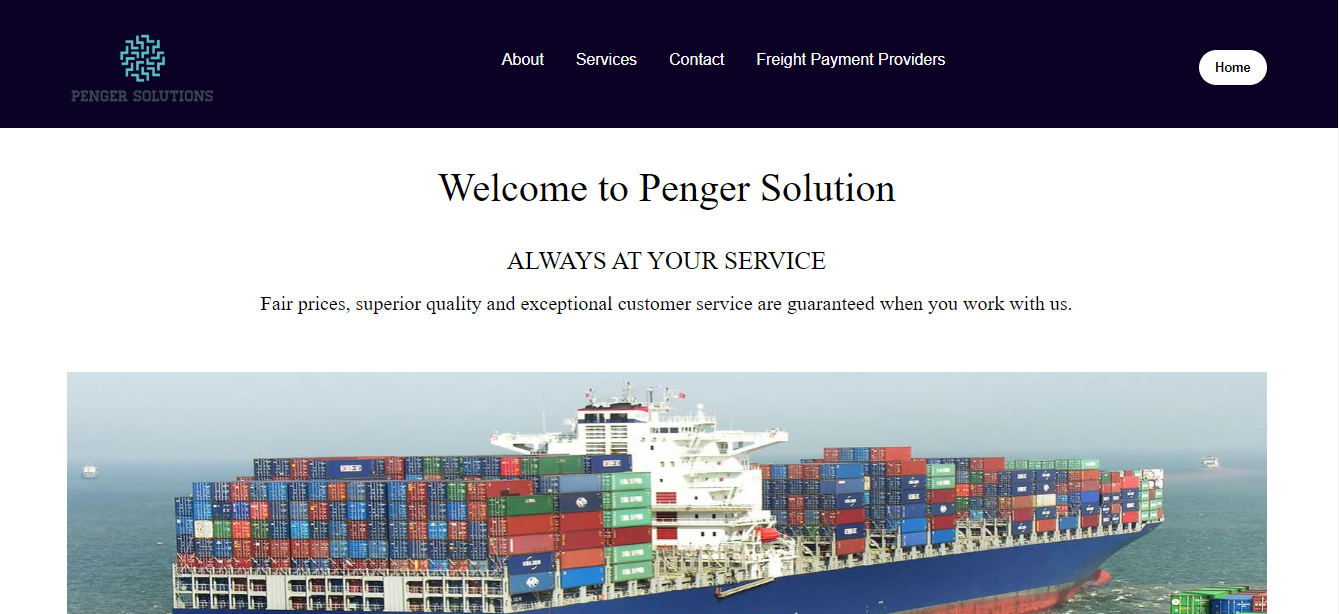 PENGER SOLUTIONS
About Services Contact Freight Payment Providers
Home
Welcome to Penger Solution
ALWAYS AT YOUR SERVICE
Fair prices, superior quality and exceptional customer service are guaranteed when you work with us.